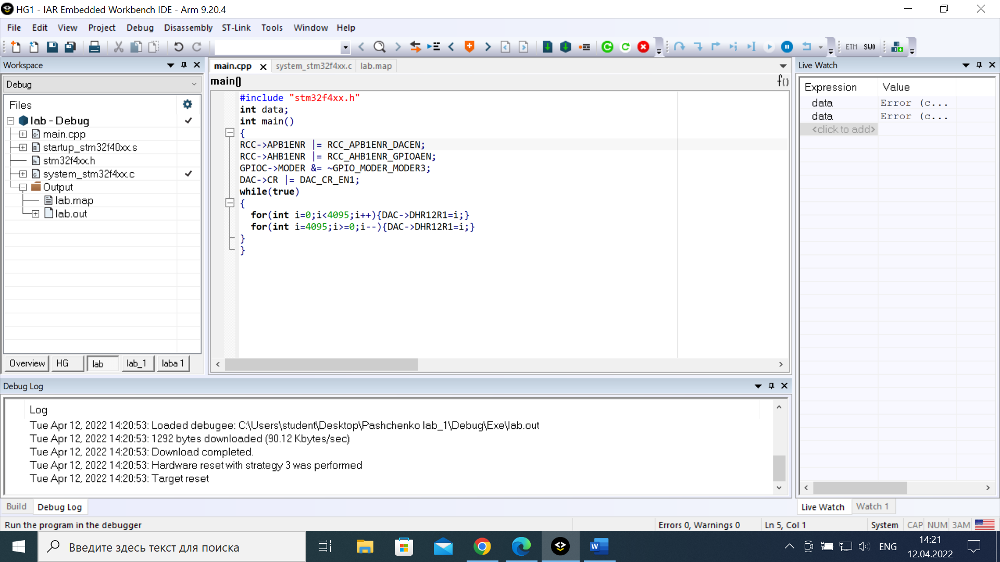 HG1 - IAR Embedded Workbench IDE - Arm 9.20.4
File Edit View Project Debug Disassembly ST-Link Tools Window Help
ETM SWO
Workspace
Debug
Files
lab - Debug
main.cpp
startup_stm32f40xx.s
stm32f4xx.h
system_stm32f4xx.c
Output
lab.map
lab.out
Overview HG lab lab_1 laba 1
main.cpp system_stm32f4xx.c lab.map
main()
f()
#include "stm32f4xx.h"
int data;
int main()
{
RCC->APB1ENR |= RCC_APB1ENR_DACEN;
RCC->AHB1ENR |= RCC_AHB1ENR_GPIOAEN;
GPIOC->MODER &= ~GPIO_MODER_MODER3;
DAC->CR |= DAC_CR_EN1;
while(true)
{
for(int i=0;i<4095;i++){DAC->DHR12R1=i;}
for(int i=4095;i>=0;i--){DAC->DHR12R1=i;}
}
}
Live Watch
Expression Value
data Error (c...
data Error (c...
<click to add>
Live Watch Watch 1
Debug Log
Log
Tue Apr 12, 2022 14:20:53: Loaded debugee: C:\Users\student\Desktop\Pashchenko lab_1\Debug\Exe\lab.out
Tue Apr 12, 2022 14:20:53: 1292 bytes downloaded (90.12 Kbytes/sec)
Tue Apr 12, 2022 14:20:53: Download completed.
Tue Apr 12, 2022 14:20:53: Hardware reset with strategy 3 was performed
Tue Apr 12, 2022 14:20:53: Target reset
Build Debug Log
Run the program in the debugger
Errors 0, Warnings 0
Ln 5, Col 1
System CAP NUM ЗАМ
Введите здесь текст для поиска
W
ENG
14:21
12.04.2022